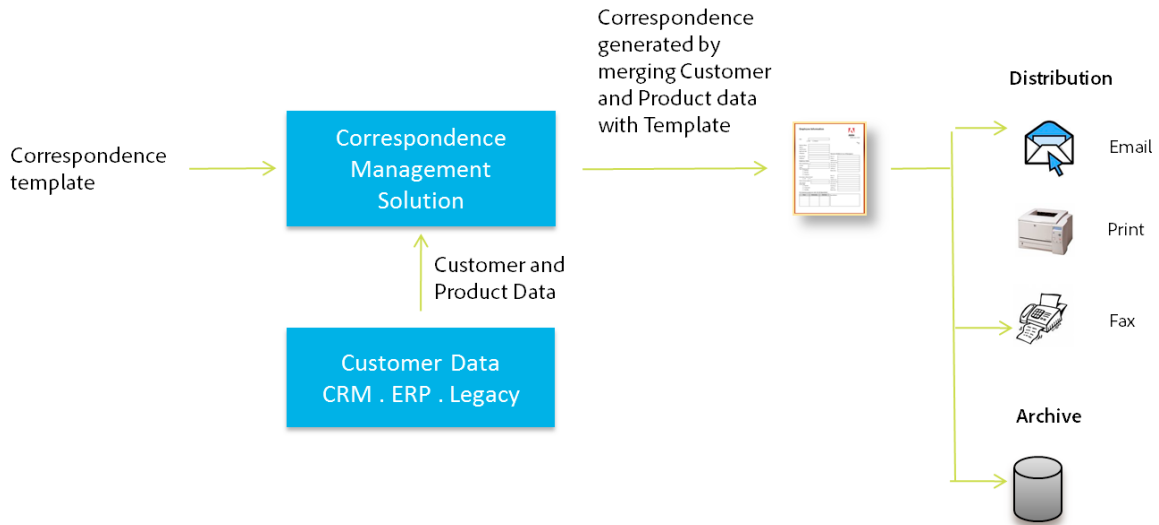 Correspondence
template
Correspondence
Management
Solution
Customer and
Product Data
Customer Data
CRM . ERP . Legacy
Correspondence
generated by
merging Customer
and Product data
with Template
Distribution
Email
Print
Fax
Archive